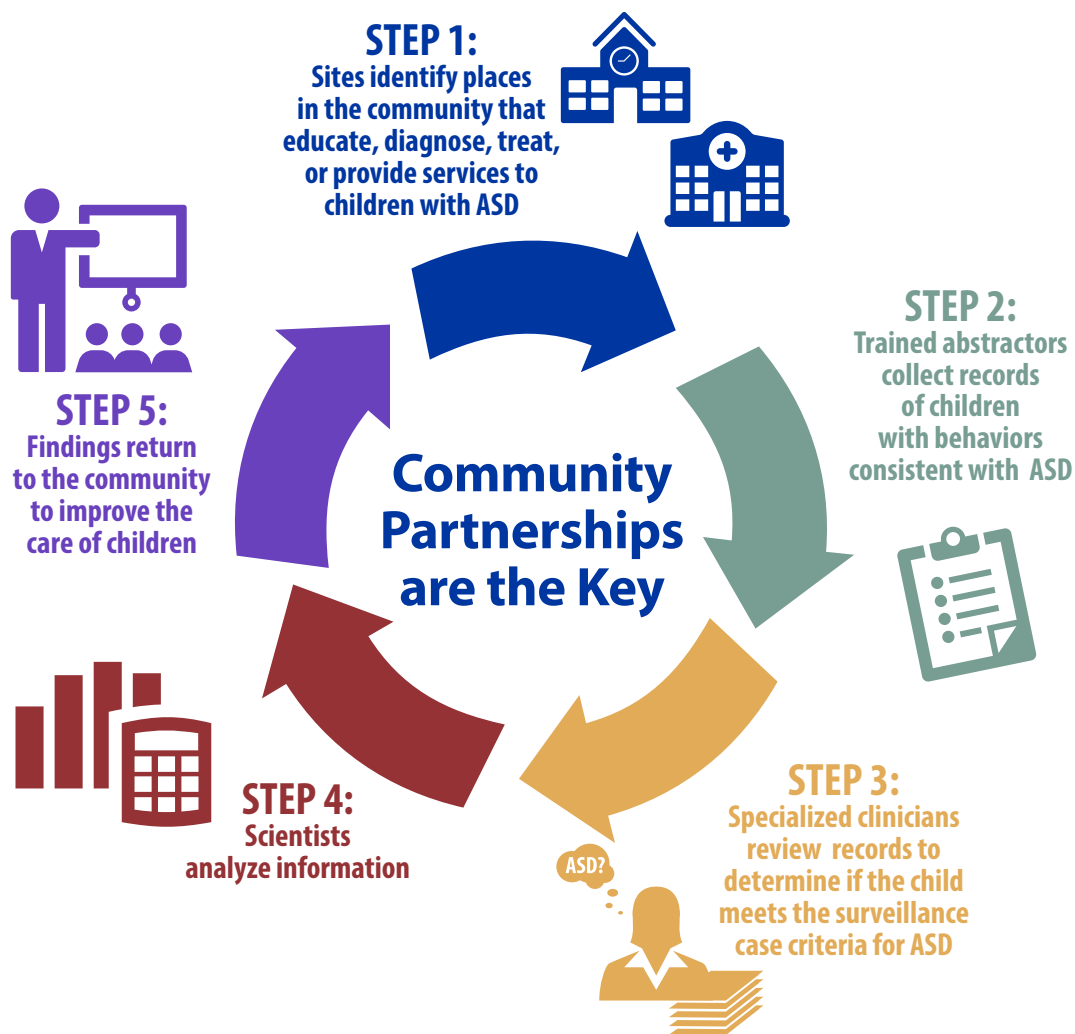 STEP 1:
Sites identify places
in the community that
educate, diagnose, treat,
or provide services to
children with ASD
STEP 2:
Trained abstractors
collect records
of children
with behaviors
consistent with ASD
STEP 3:
Specialized clinicians
review records to
determine if the child
meets the surveillance
case criteria for ASD
ASD?
STEP 4:
Scientists
analyze information
STEP 5:
Findings return
to the community
to improve the
care of children
Community
Partnerships
are the Key